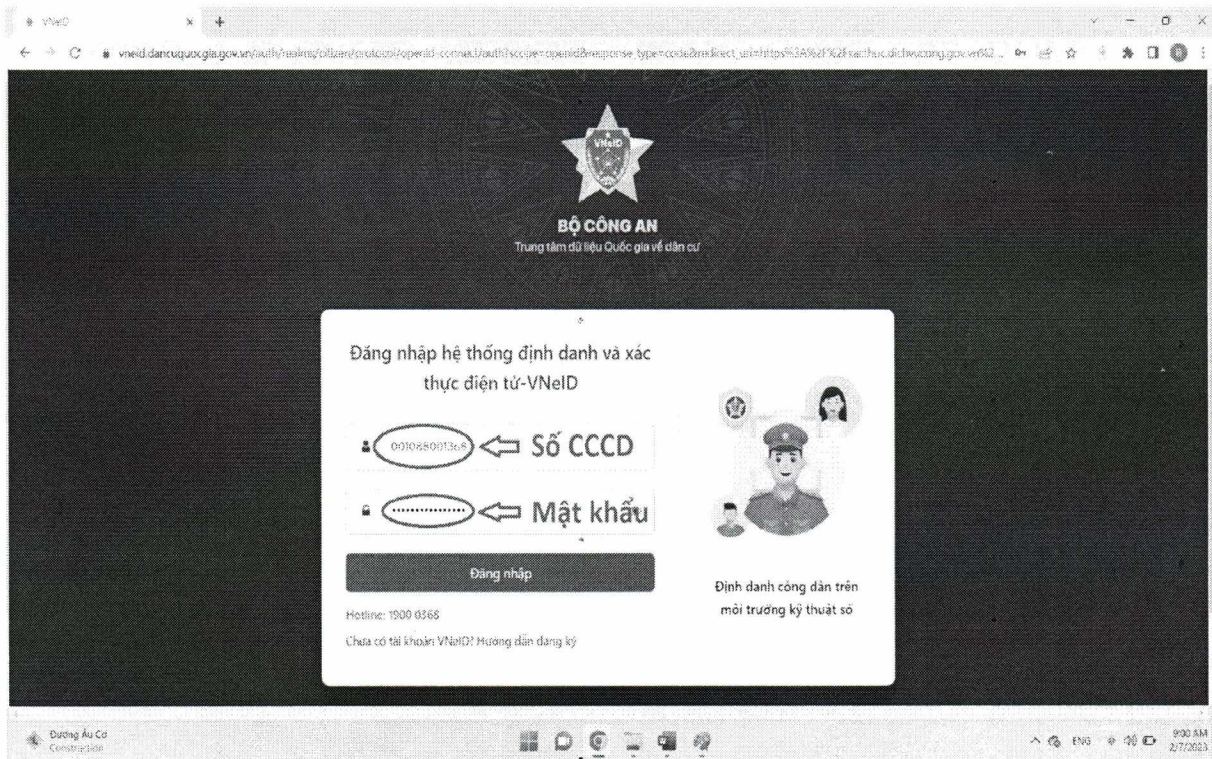 VNeID
BỘ CÔNG AN
Trung tâm dữ liệu Quốc gia về dân cư
Đăng nhập hệ thống định danh và xác
thực điện tử-VNeID
Số CCCD
Mật khẩu
Đăng nhập
Hotline: 1900 0368
Chưa có tài khoản VNeID? Hướng dẫn đăng ký
Định danh công dân trên
môi trường kỹ thuật số
Đường Âu Cơ
Construction
ENG
9:00 AM
2/7/2023